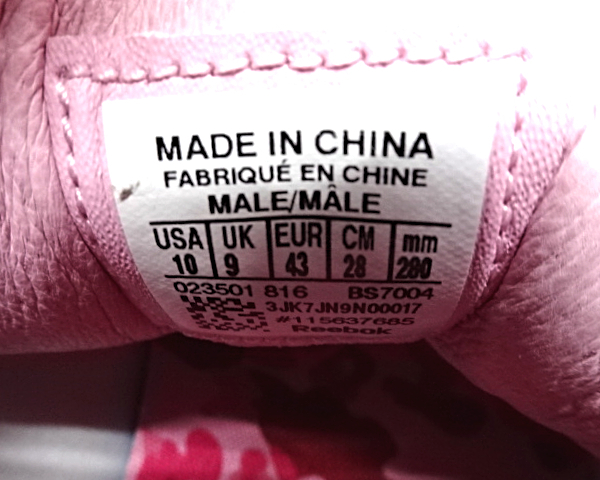 MADE IN CHINA
FABRIQUÉ EN CHINE
MALE/MÂLE
USA UK EUR CM mm
10 9 43 28 280
023501 816 BS7004
3JK7JN9N00017
#115637685
Reebok